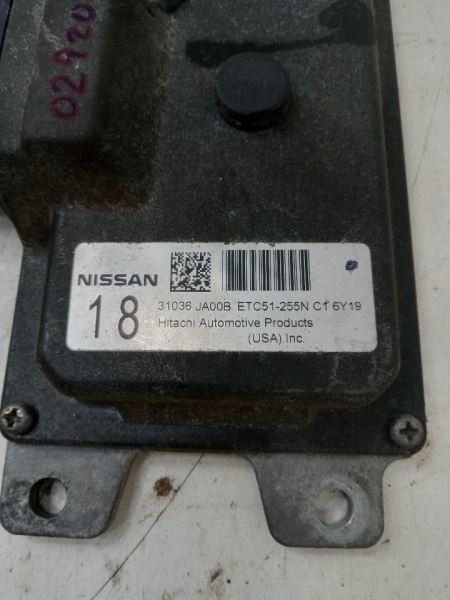 02920
NISSAN
18
31036 JA00B ETC51-255N C1 6Y19
Hitachi Automotive Products
(USA).Inc.